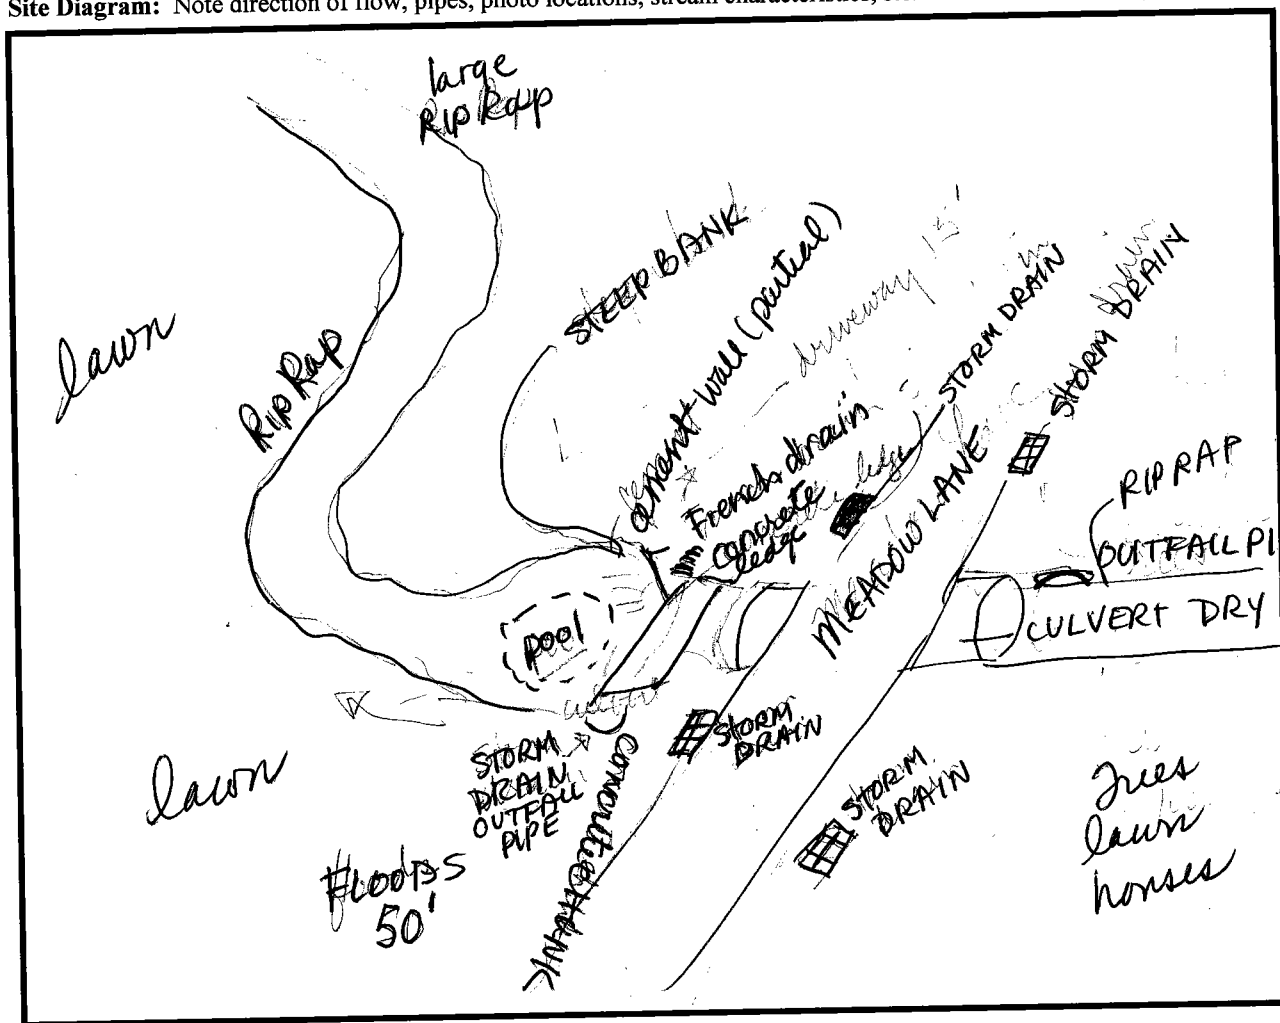 Site Diagram: Note direction of flow, pipes, photo locations, stream characteristics,
large
RIP Rap
STEEP BANK
cement wall (partial)
driveway 15'
STORM DRAIN
STORM DRAIN
lawn
RIP Rap
French drain
concrete
ledge
MEADOW LANE
RIP RAP
OUTFALL PI
CULVERT DRY
pool
culvert
STORM
DRAIN
OUTFALL
PIPE
STORM
DRAIN
concrete
STORM
DRAIN
lawn
Trees
lawn
houses
FLOODS
50'